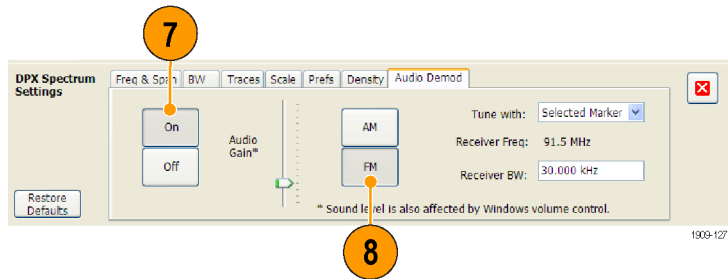 7
DPX Spectrum
Settings
Freq & Span BW Traces Scale Prefs Density Audio Demod
On
Off
Audio
Gain*
AM
FM
Tune with: Selected Marker
Receiver Freq: 91.5 MHz
Receiver BW: 30.000 kHz
* Sound level is also affected by Windows volume control.
Restore
Defaults
8
1909-127